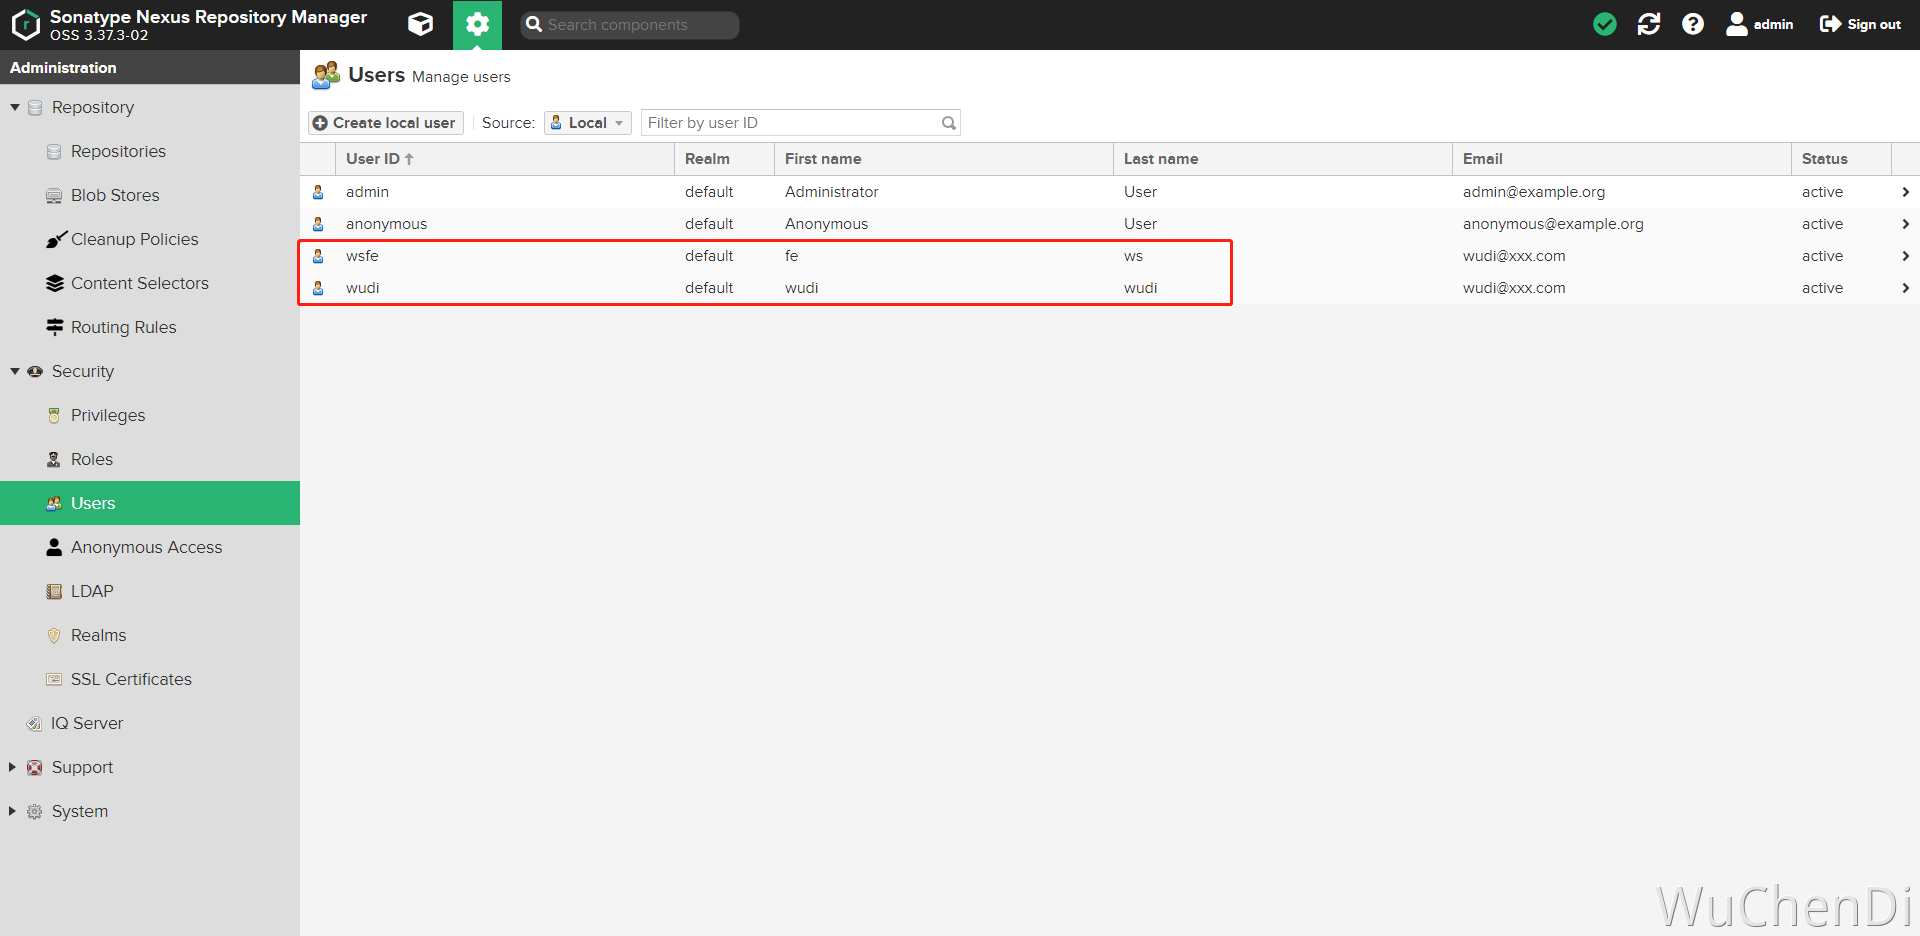 Sonatype Nexus Repository Manager
OSS 3.37.3-02
Search components
admin
Sign out
Administration
Repository
Repositories
Blob Stores
Cleanup Policies
Content Selectors
Routing Rules
Security
Privileges
Roles
Users
Anonymous Access
LDAP
Realms
SSL Certificates
IQ Server
Support
System
Users Manage users
Create local user Source: Local Filter by user ID
User ID Realm First name Last name Email Status
admin default Administrator User admin@example.org active
anonymous default Anonymous User anonymous@example.org active
wsfe default fe ws wudi@xxx.com active
wudi default wudi wudi wudi@xxx.com active
WuChenDi